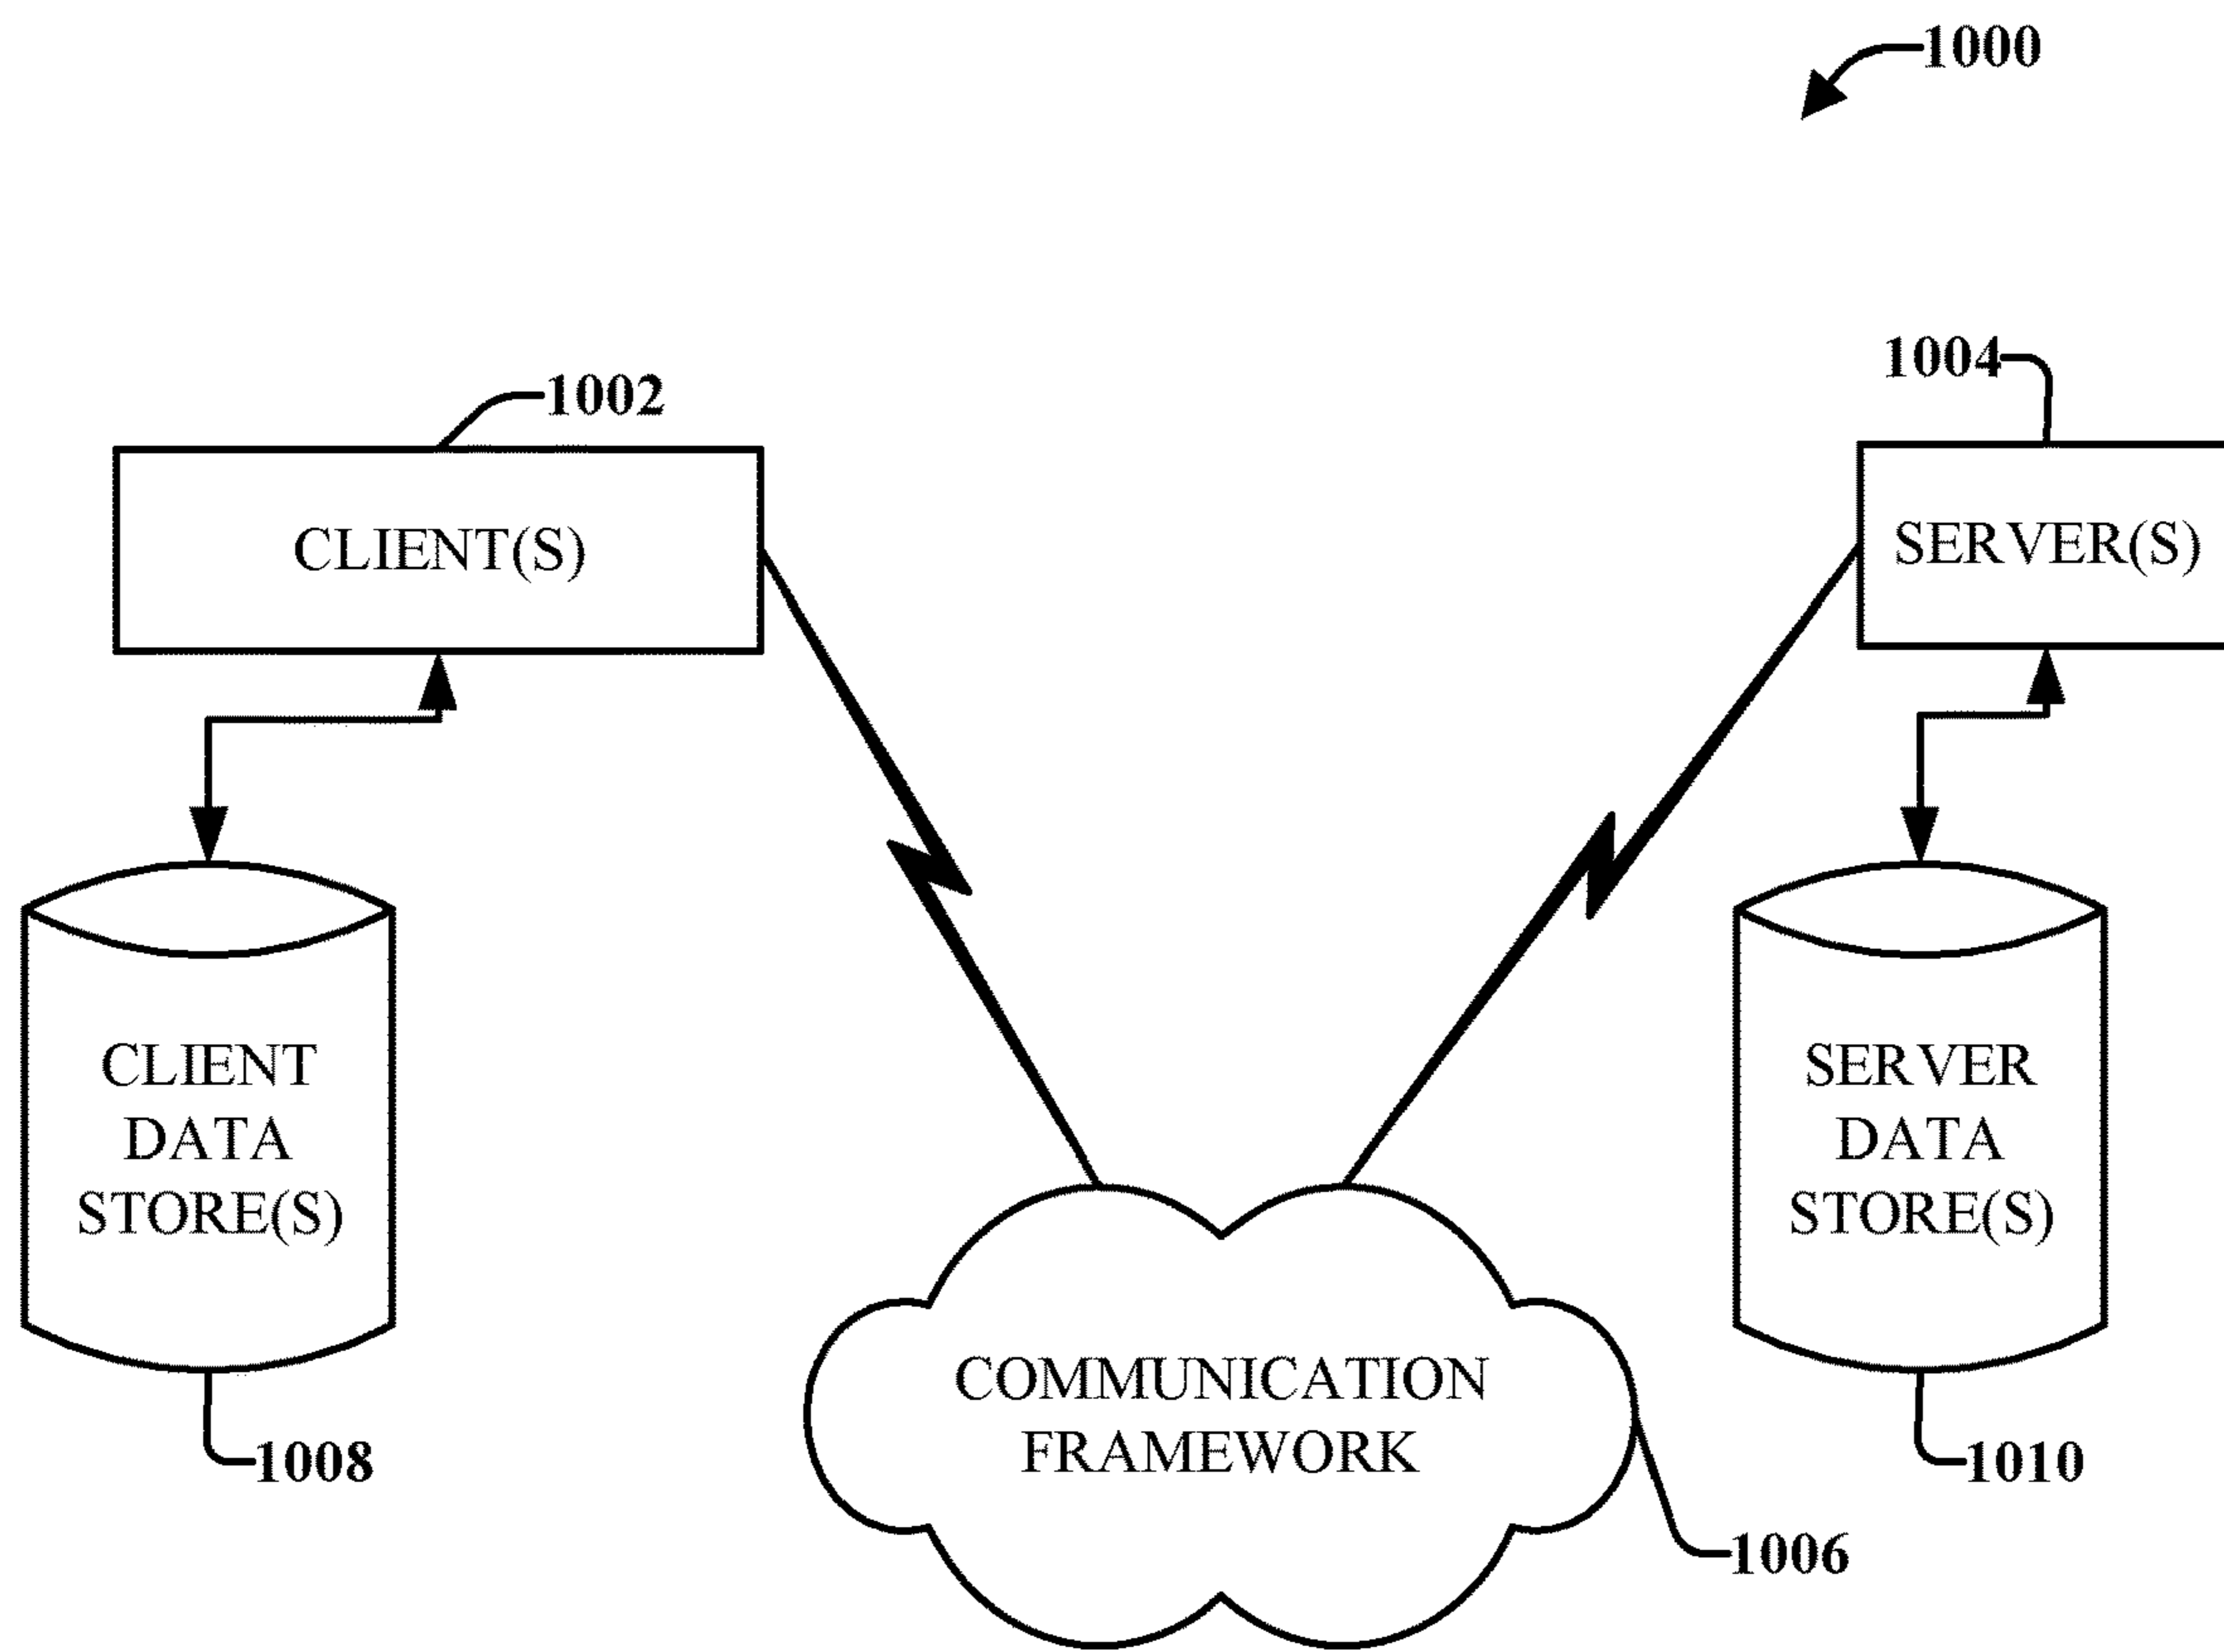 1000
1002
1004
CLIENT(S)
SERVER(S)
CLIENT
DATA
STORE(S)
SERVER
DATA
STORE(S)
COMMUNICATION
FRAMEWORK
1008
1010
1006